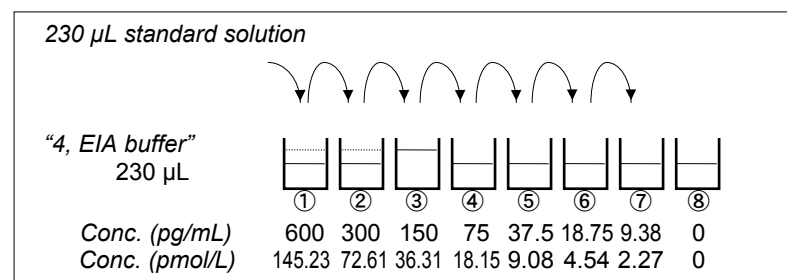 230 µL standard solution
“4, EIA buffer”
230 µL
① ② ③ ④ ⑤ ⑥ ⑦ ⑧
Conc. (pg/mL) 600 300 150 75 37.5 18.75 9.38 0
Conc. (pmol/L) 145.23 72.61 36.31 18.15 9.08 4.54 2.27 0